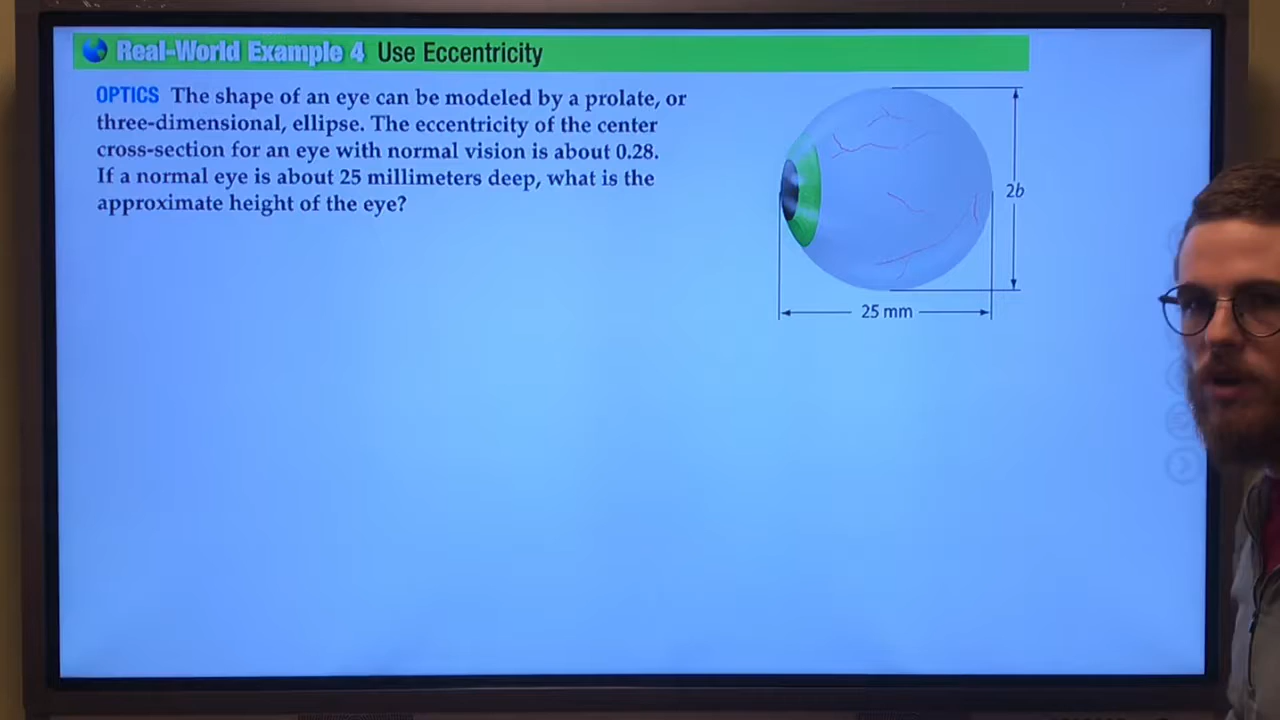 Real-World Example 4 Use Eccentricity
OPTICS The shape of an eye can be modeled by a prolate, or
three-dimensional, ellipse. The eccentricity of the center
cross-section for an eye with normal vision is about 0.28.
If a normal eye is about 25 millimeters deep, what is the
approximate height of the eye?
2b
25 mm